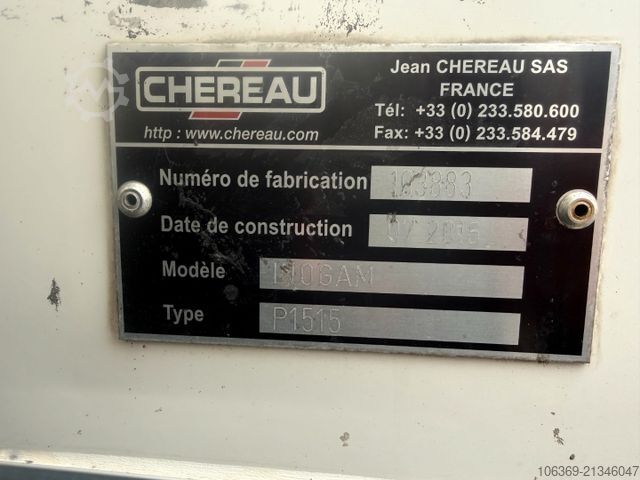 CHEREAU
http : www.chereau.com
Jean CHEREAU SAS
FRANCE
Tél: +33 (0) 233.580.600
Fax: +33 (0) 233.584.479
Numéro de fabrication 103883
Date de construction
Modèle
Type P1515
106369-21346047